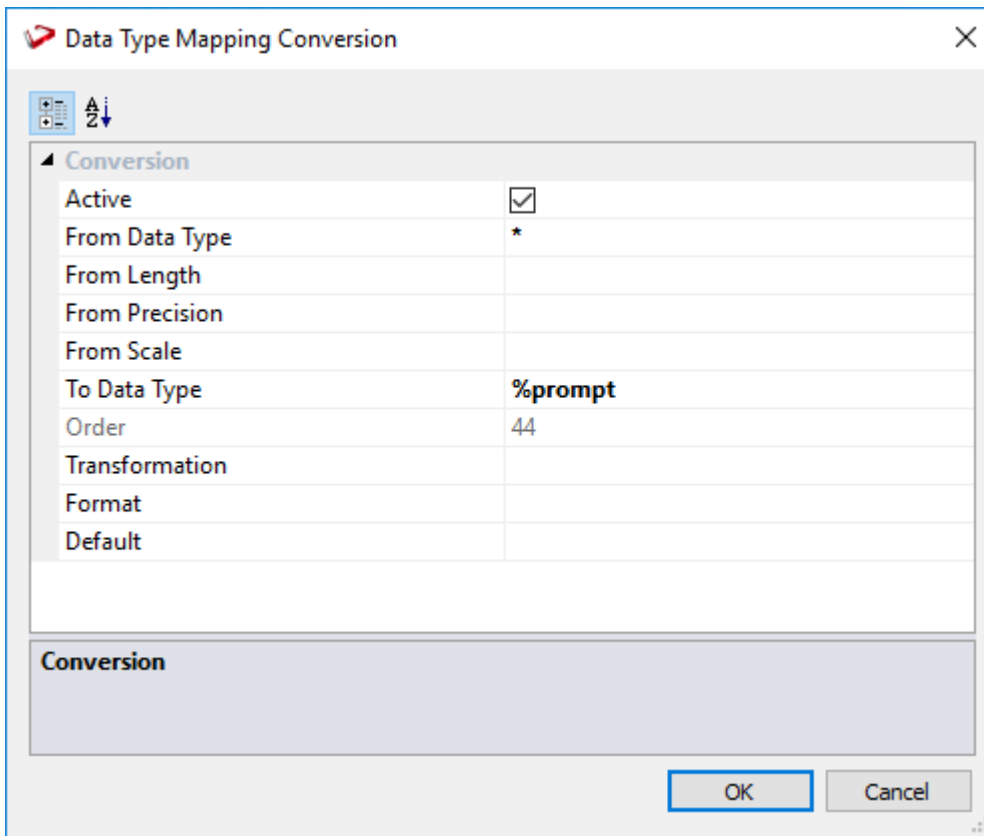 Data Type Mapping Conversion
Conversion
Active
From Data Type *
From Length
From Precision
From Scale
To Data Type %prompt
Order 44
Transformation
Format
Default
Conversion
OK Cancel